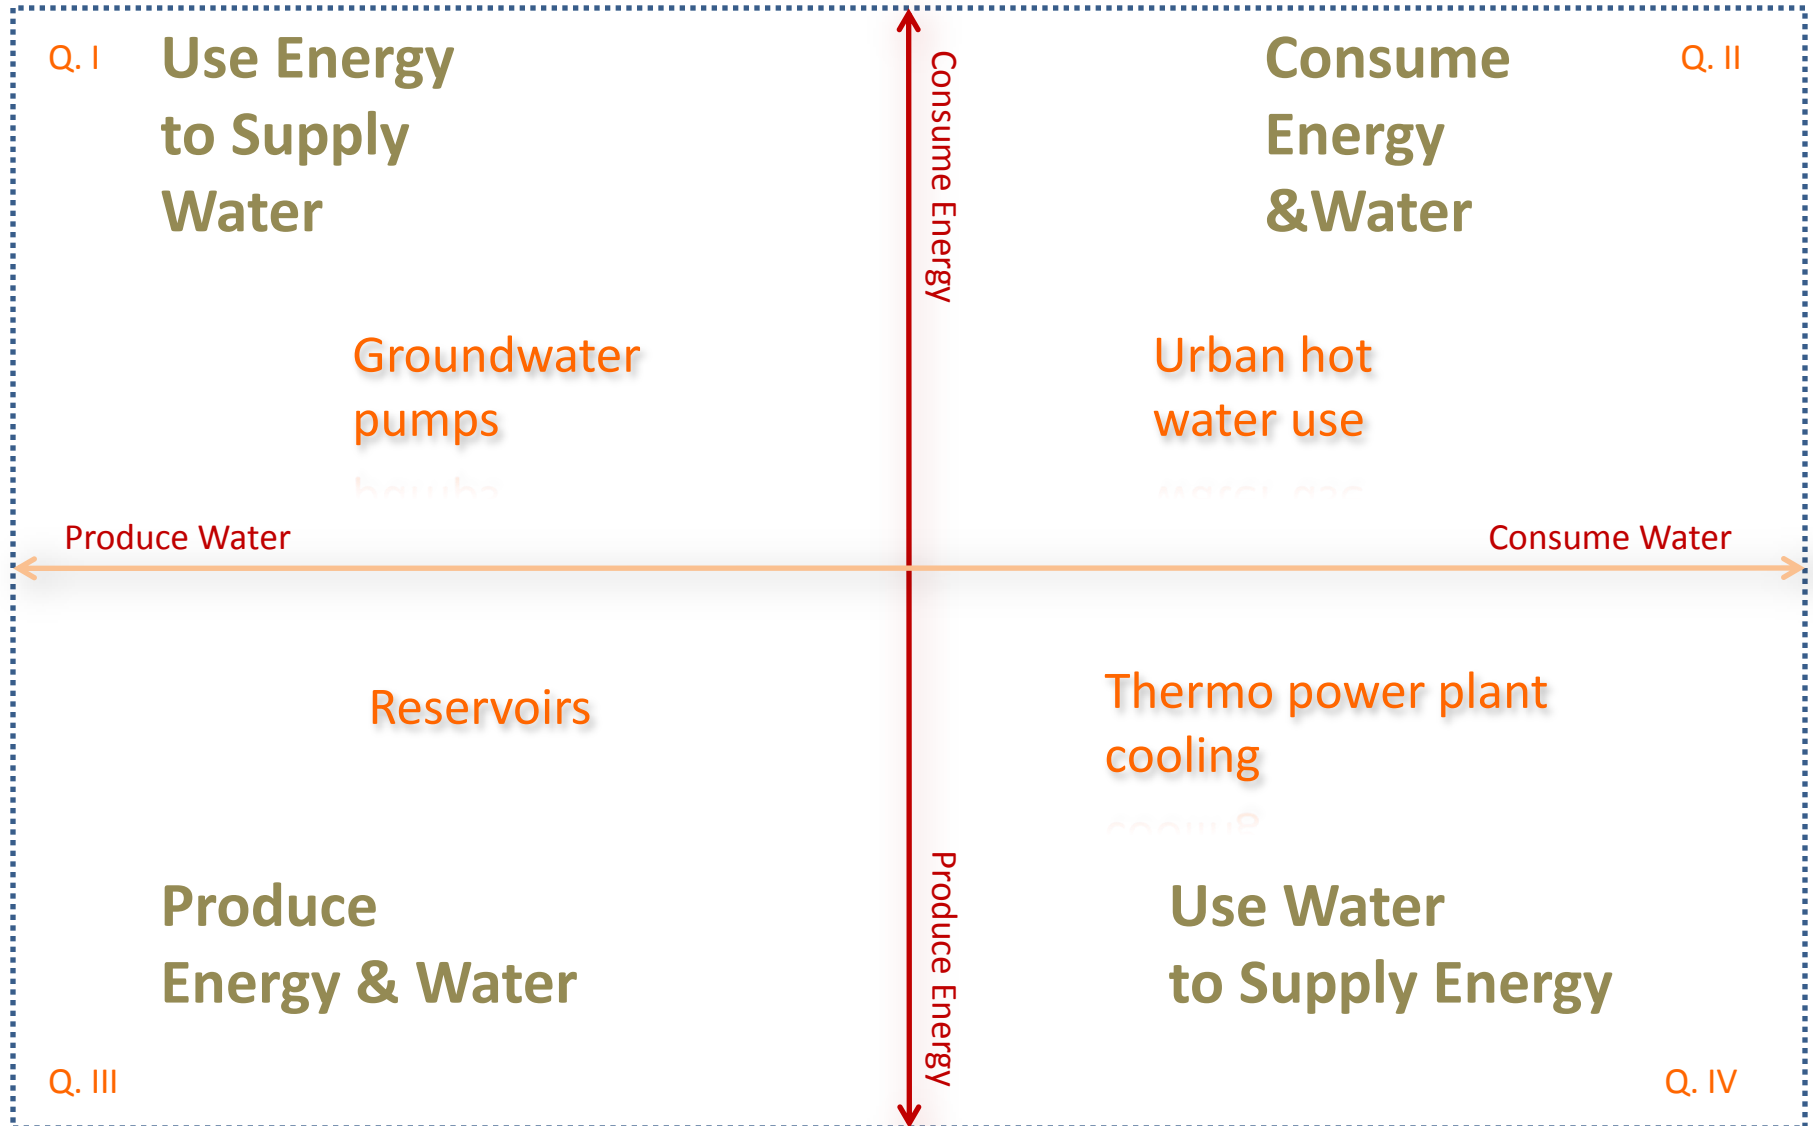 Q. I
Use Energy
to Supply
Water
Consume
Energy
&Water
Q. II
Consume Energy
Groundwater
pumps
Urban hot
water use
Produce Water
Consume Water
Reservoirs
Thermo power plant
cooling
Produce Energy
Produce
Energy & Water
Use Water
to Supply Energy
Q. III
Q. IV